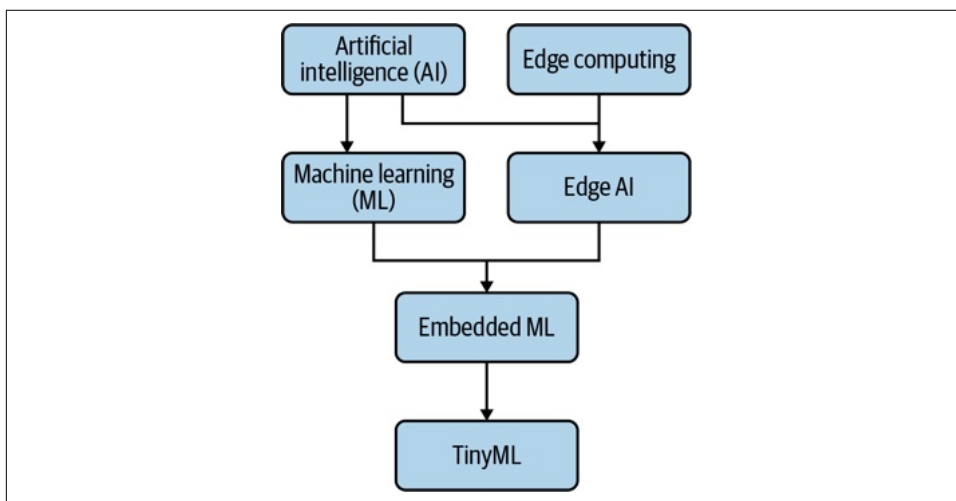 Artificial
intelligence (AI)
Edge computing
Machine learning
(ML)
Edge AI
Embedded ML
TinyML